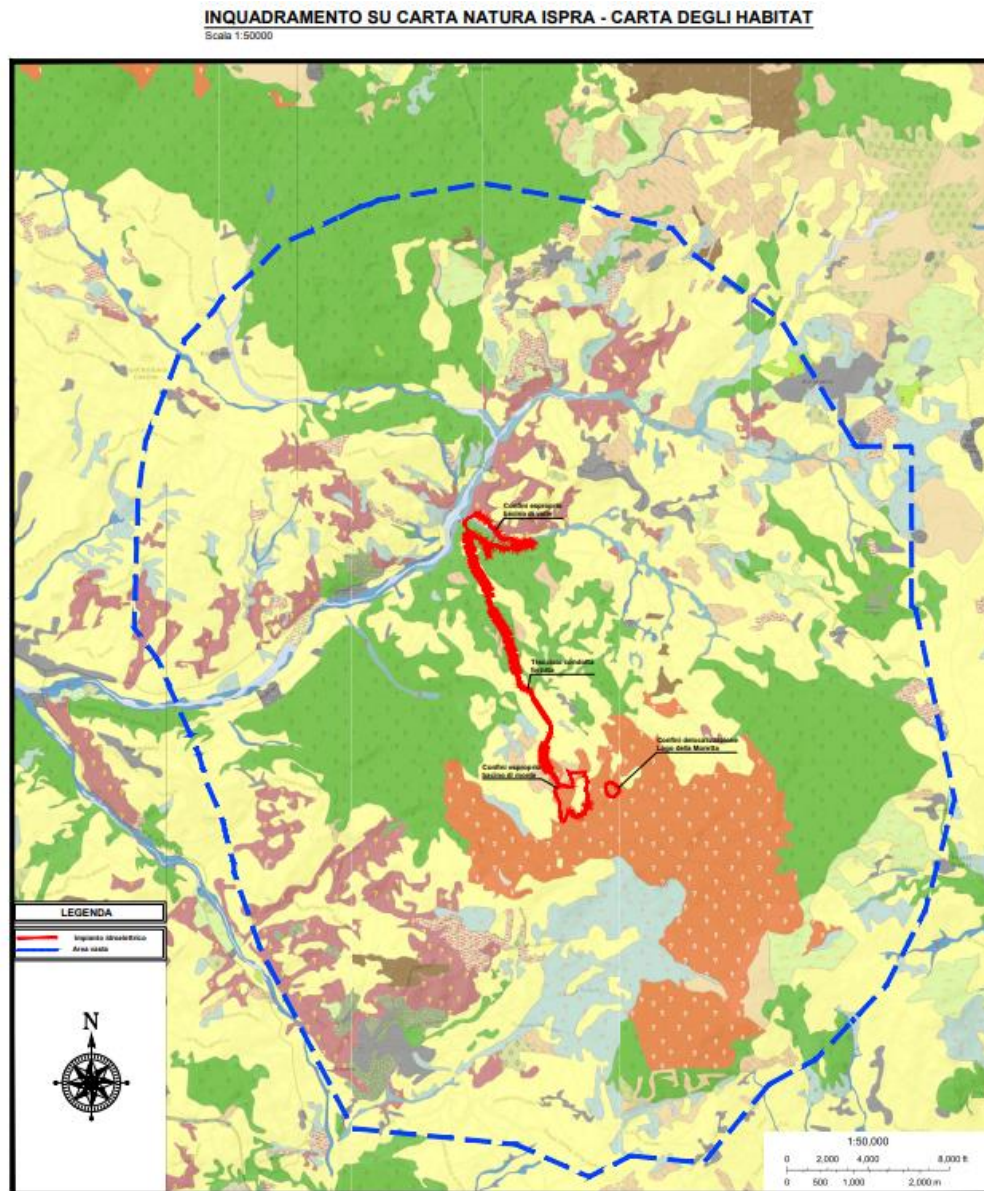 INQUADRAMENTO SU CARTA NATURA ISPRA - CARTA DEGLI HABITAT
Scala 1:50000
Confini esproprio
bacino di valle
Tracciato condotta
forzata
Confini delocalizzazione
Lago della Moretta
Confini esproprio
bacino di monte
LEGENDA
Impianto idroelettrico
Area vasta
N
1:50,000
0 2,000 4,000 8,000 ft
0 500 1,000 2,000 m